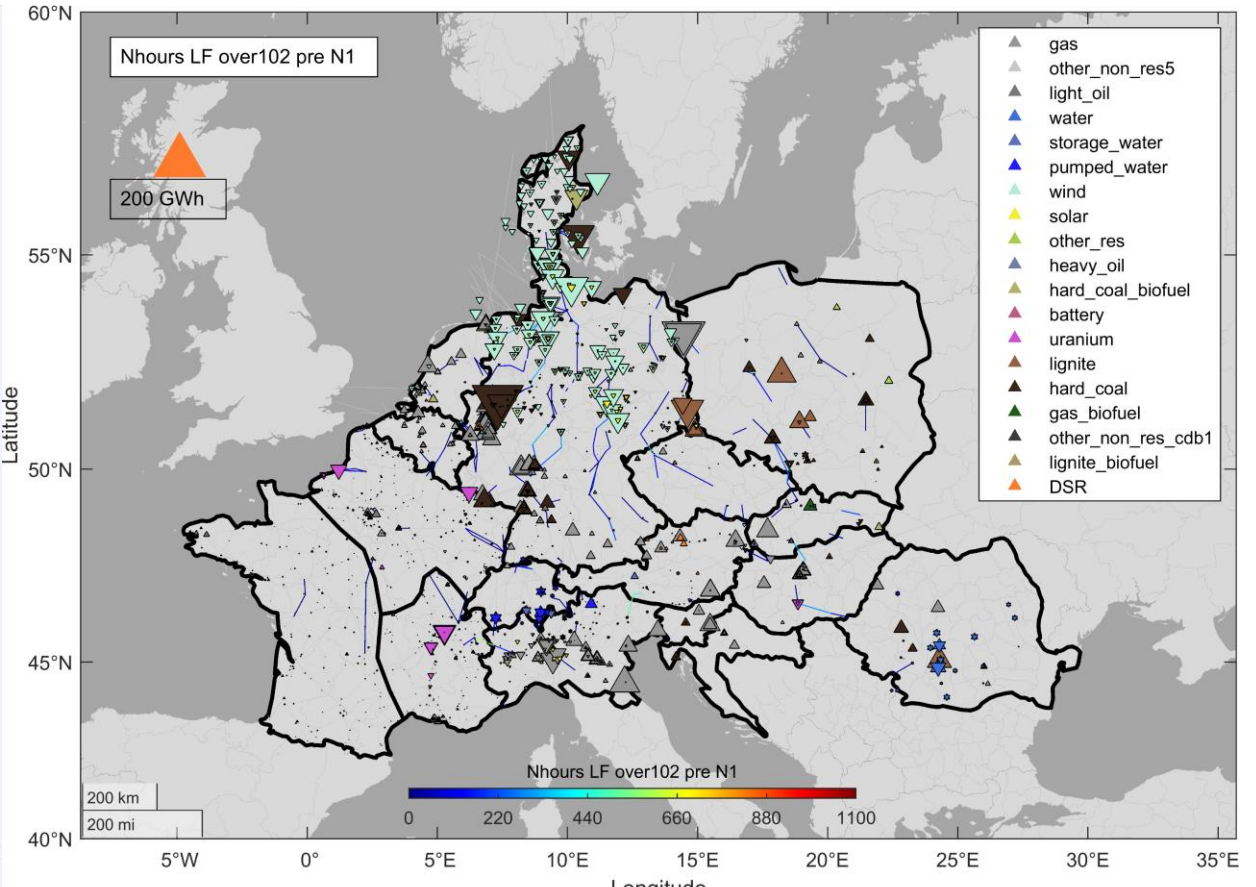 60°N
55°N
50°N
45°N
40°N
Latitude
Nhours LF over102 pre N1
200 GWh
gas
other_non_res5
light_oil
water
storage_water
pumped_water
wind
solar
other_res
heavy_oil
hard_coal_biofuel
battery
uranium
lignite
hard_coal
gas_biofuel
other_non_res_cdb1
lignite_biofuel
DSR
Nhours LF over102 pre N1
0 220 440 660 880 1100
200 km
200 mi
5°W 0° 5°E 10°E 15°E 20°E 25°E 30°E 35°E
Longitude